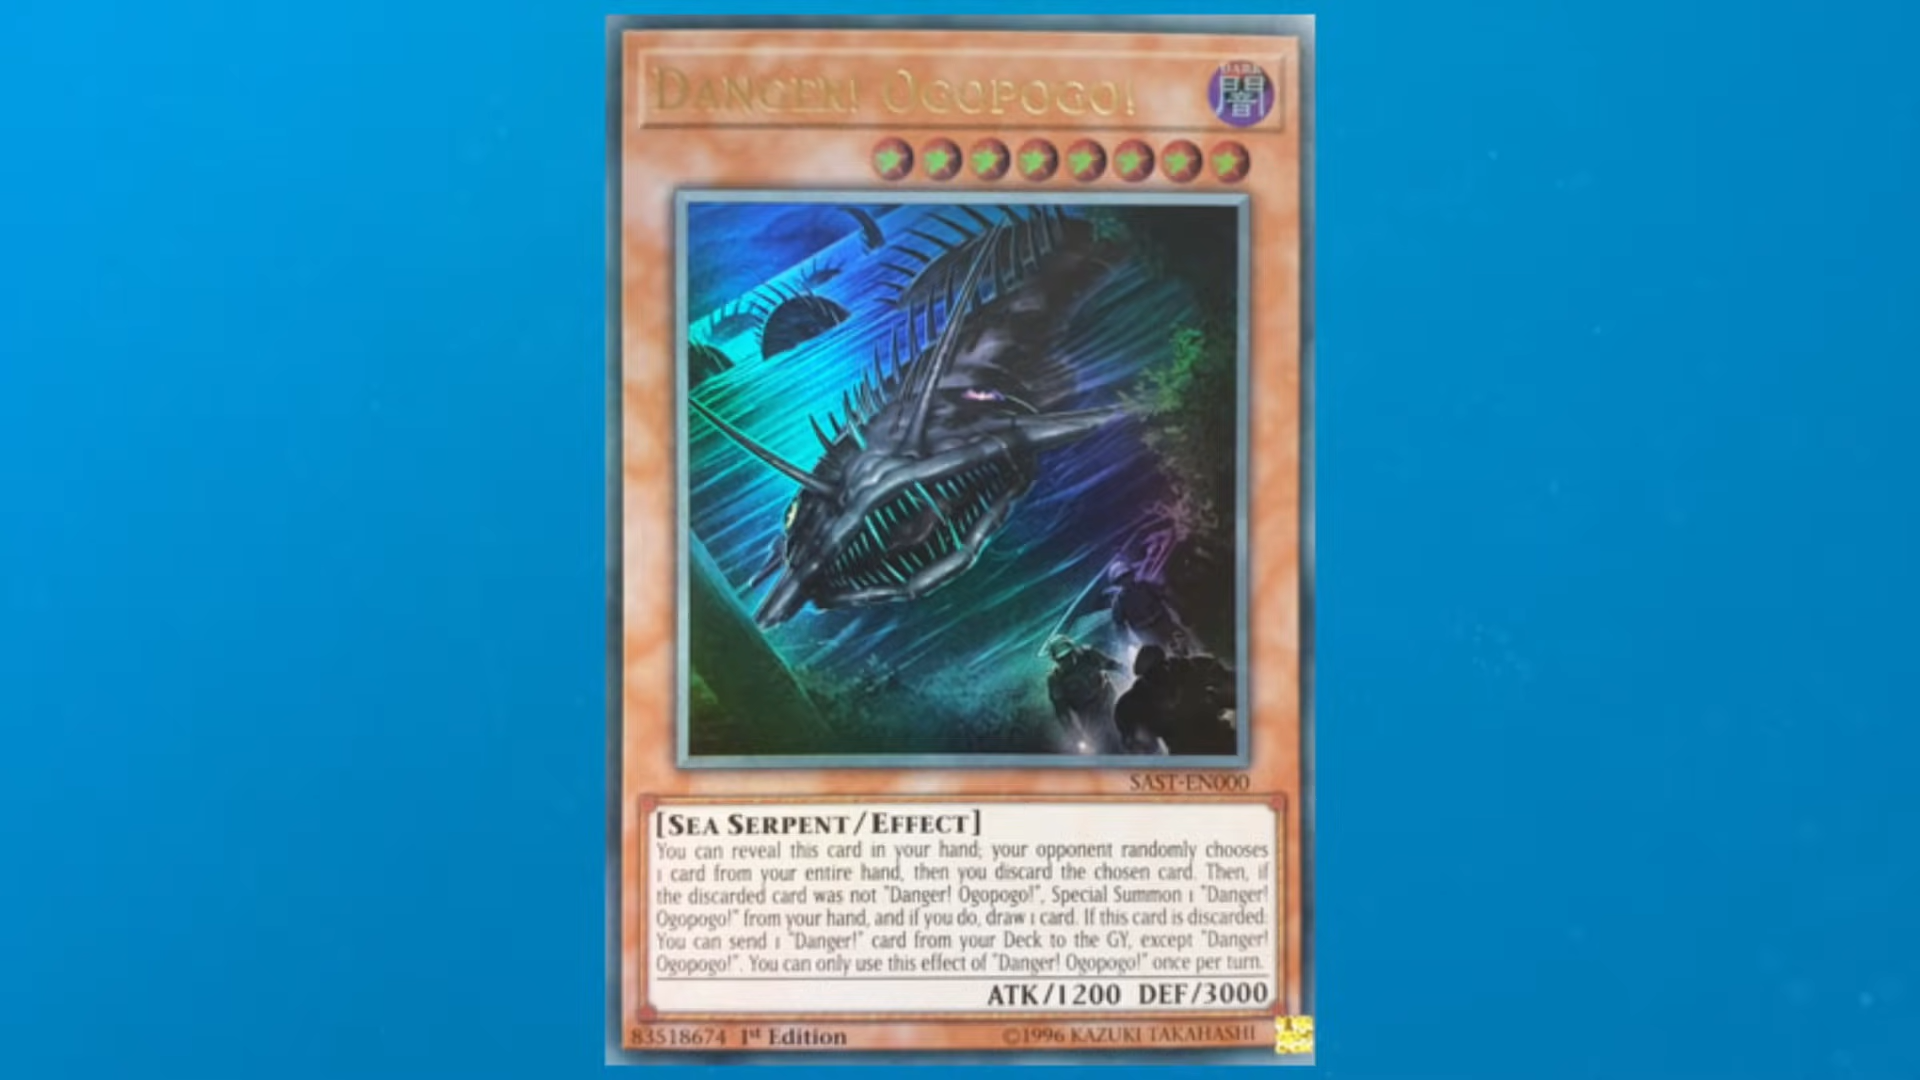 DANGER! OGOPOGO!
DARK
闇
SAST-EN000
[SEA SERPENT/EFFECT]
You can reveal this card in your hand; your opponent randomly chooses
1 card from your entire hand, then you discard the chosen card. Then, if
the discarded card was not "Danger! Ogopogo!", Special Summon 1 "Danger!
Ogopogo!" from your hand, and if you do, draw 1 card. If this card is discarded:
You can send 1 "Danger!" card from your Deck to the GY, except "Danger!
Ogopogo!". You can only use this effect of "Danger! Ogopogo!" once per turn.
ATK/1200 DEF/3000
83518674 1st Edition
©1996 KAZUKI TAKAHASHI